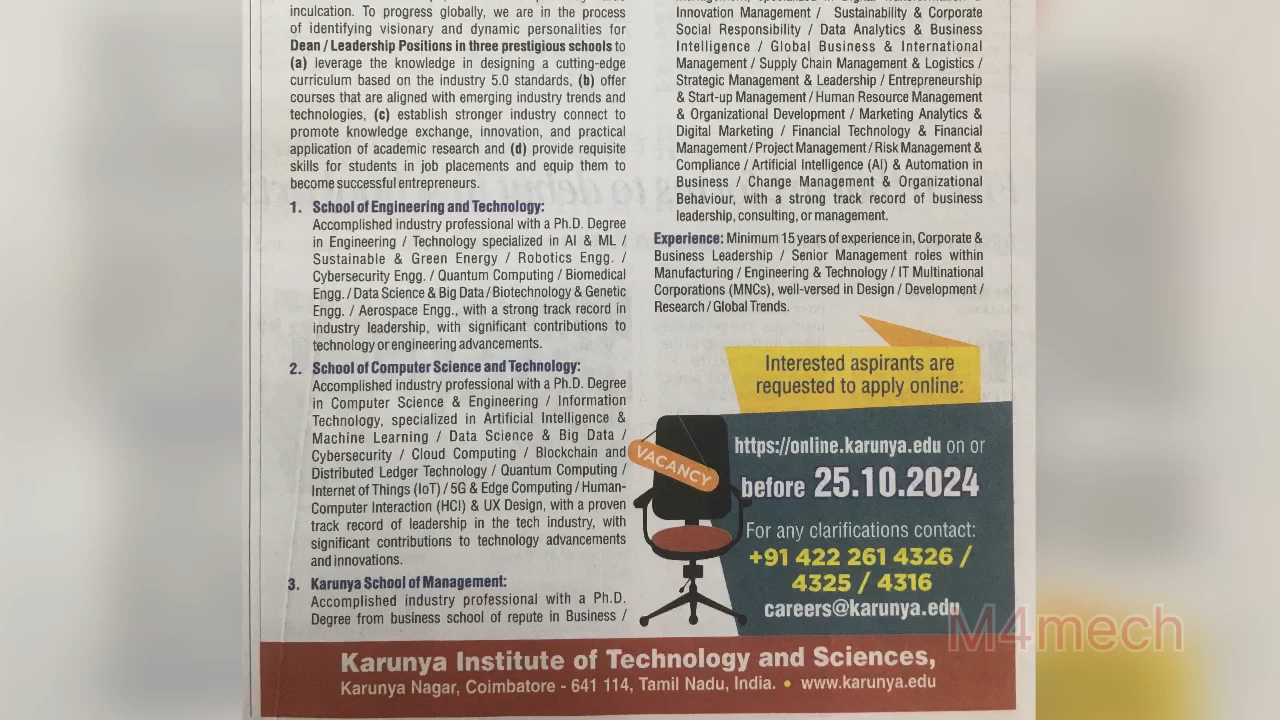 inculcation. To progress globally, we are in the process
of identifying visionary and dynamic personalities for
Dean / Leadership Positions in three prestigious schools to
(a) leverage the knowledge in designing a cutting-edge
curriculum based on the industry 5.0 standards, (b) offer
courses that are aligned with emerging industry trends and
technologies, (c) establish stronger industry connect to
promote knowledge exchange, innovation, and practical
application of academic research and (d) provide requisite
skills for students in job placements and equip them to
become successful entrepreneurs.
1. School of Engineering and Technology:
Accomplished industry professional with a Ph.D. Degree
in Engineering / Technology specialized in AI & ML /
Sustainable & Green Energy / Robotics Engg. /
Cybersecurity Engg. / Quantum Computing / Biomedical
Engg. / Data Science & Big Data / Biotechnology & Genetic
Engg. / Aerospace Engg., with a strong track record in
industry leadership, with significant contributions to
technology or engineering advancements.
2. School of Computer Science and Technology:
Accomplished industry professional with a Ph.D. Degree
in Computer Science & Engineering / Information
Technology, specialized in Artificial Intelligence &
Machine Learning / Data Science & Big Data /
Cybersecurity / Cloud Computing / Blockchain and
Distributed Ledger Technology / Quantum Computing /
Internet of Things (IoT) / 5G & Edge Computing / Human-
Computer Interaction (HCI) & UX Design, with a proven
track record of leadership in the tech industry, with
significant contributions to technology advancements
and innovations.
3. Karunya School of Management:
Accomplished industry professional with a Ph.D.
Degree from business school of repute in Business /
Innovation Management / Sustainability & Corporate
Social Responsibility / Data Analytics & Business
Intelligence / Global Business & International
Management / Supply Chain Management & Logistics /
Strategic Management & Leadership / Entrepreneurship
& Start-up Management / Human Resource Management
& Organizational Development / Marketing Analytics &
Digital Marketing / Financial Technology & Financial
Management / Project Management / Risk Management &
Compliance / Artificial Intelligence (AI) & Automation in
Business / Change Management & Organizational
Behaviour, with a strong track record of business
leadership, consulting, or management.
Experience: Minimum 15 years of experience in, Corporate &
Business Leadership / Senior Management roles within
Manufacturing / Engineering & Technology / IT Multinational
Corporations (MNCs), well-versed in Design / Development /
Research / Global Trends.
Interested aspirants are
requested to apply online:
VACANCY
https://online.karunya.edu on or
before 25.10.2024
For any clarifications contact:
+91 422 261 4326 /
4325 / 4316
careers@karunya.edu
M4mech
Karunya Institute of Technology and Sciences,
Karunya Nagar, Coimbatore - 641 114, Tamil Nadu, India. • www.karunya.edu